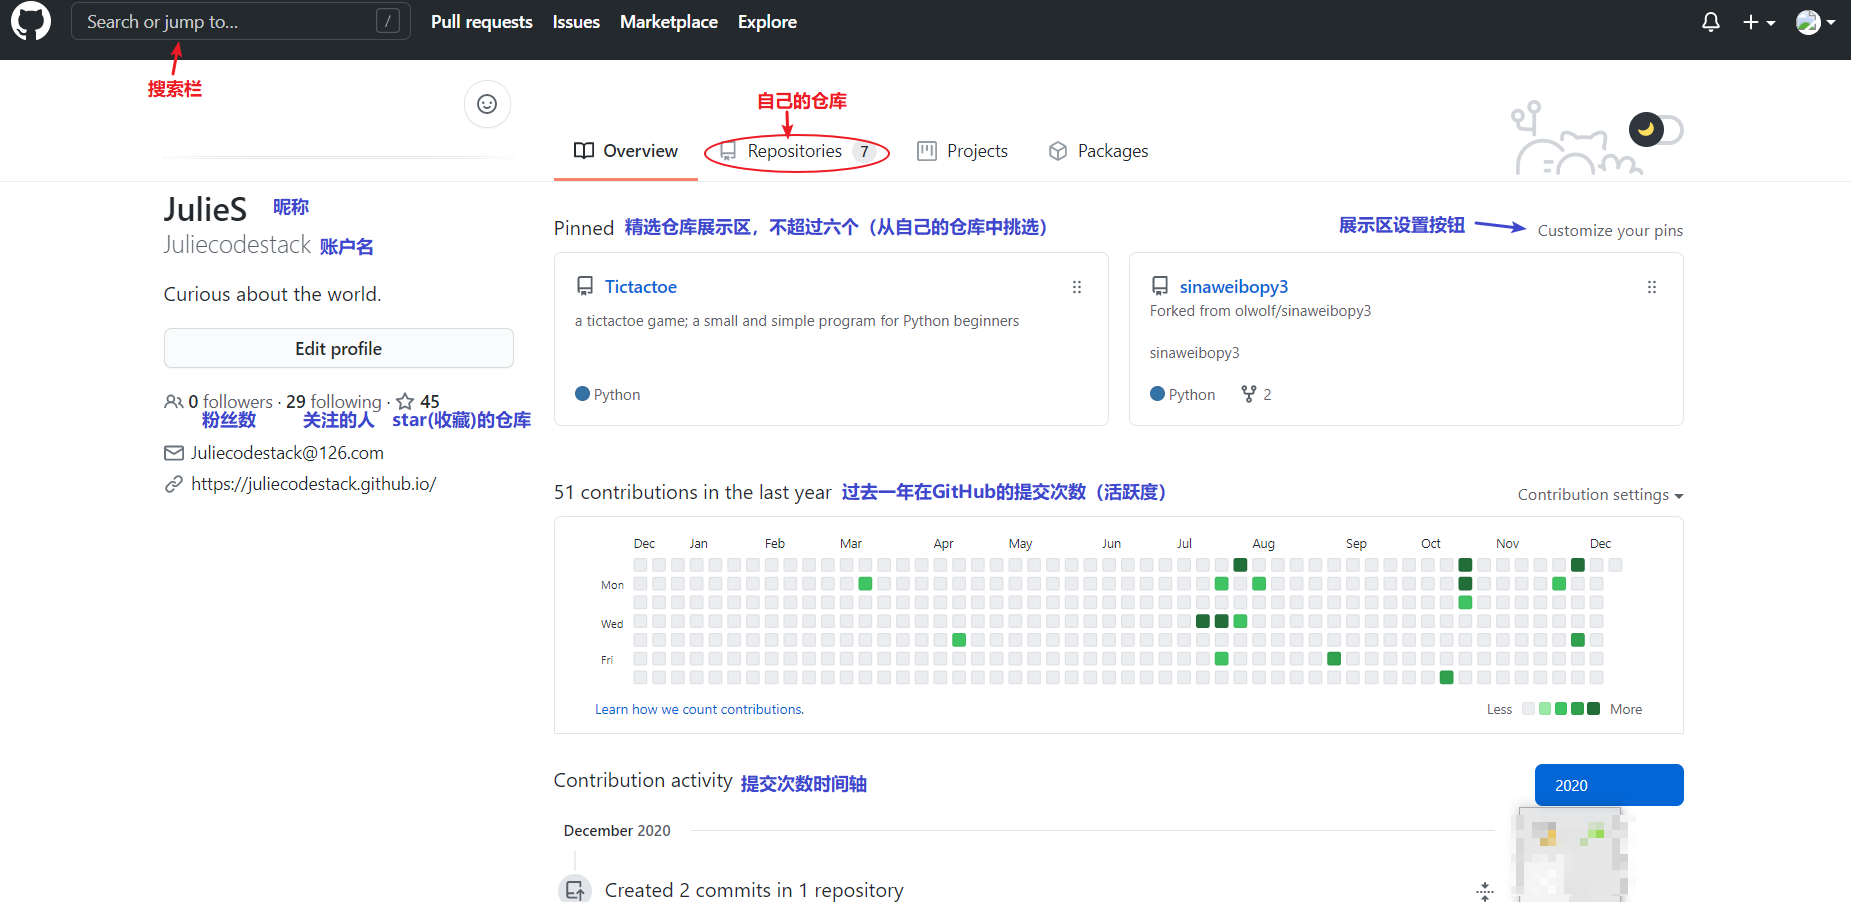 Search or jump to... /
Pull requests
Issues
Marketplace
Explore
搜索栏
自己的仓库
Overview
Repositories 7
Projects
Packages
JulieS 昵称
Juliecodestack 账户名
Curious about the world.
Edit profile
0 followers · 29 following · 45
粉丝数 关注的人 star(收藏)的仓库
Juliecodestack@126.com
https://juliecodestack.github.io/
Pinned 精选仓库展示区，不超过六个（从自己的仓库中挑选）
展示区设置按钮 Customize your pins
Tictactoe
a tictactoe game; a small and simple program for Python beginners
Python
sinaweibopy3
Forked from olwolf/sinaweibopy3
sinaweibopy3
Python 2
51 contributions in the last year 过去一年在GitHub的提交次数（活跃度）
Contribution settings
Dec Jan Feb Mar Apr May Jun Jul Aug Sep Oct Nov Dec
Mon
Wed
Fri
Learn how we count contributions.
Less More
Contribution activity 提交次数时间轴
2020
December 2020
Created 2 commits in 1 repository